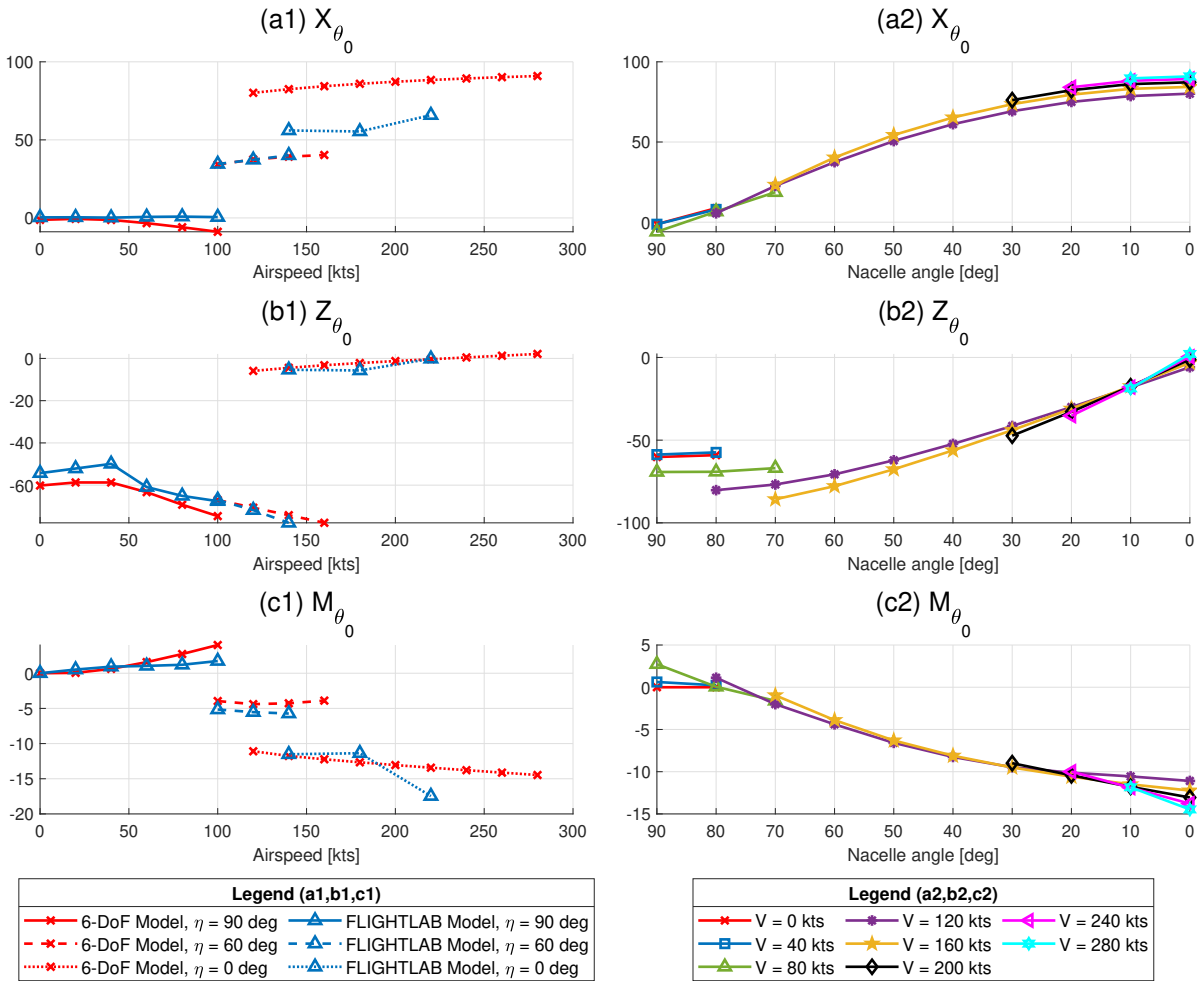 (a1) X_θ_0
100
50
0
0 50 100 150 200 250 300
Airspeed [kts]
(a2) X_θ_0
100
50
0
90 80 70 60 50 40 30 20 10 0
Nacelle angle [deg]
(b1) Z_θ_0
0
-20
-40
-60
0 50 100 150 200 250 300
Airspeed [kts]
(b2) Z_θ_0
0
-50
-100
90 80 70 60 50 40 30 20 10 0
Nacelle angle [deg]
(c1) M_θ_0
0
-5
-10
-15
-20
0 50 100 150 200 250 300
Airspeed [kts]
(c2) M_θ_0
5
0
-5
-10
-15
90 80 70 60 50 40 30 20 10 0
Nacelle angle [deg]
Legend (a1,b1,c1)
6-DoF Model, η = 90 deg FLIGHTLAB Model, η = 90 deg
6-DoF Model, η = 60 deg FLIGHTLAB Model, η = 60 deg
6-DoF Model, η = 0 deg FLIGHTLAB Model, η = 0 deg
Legend (a2,b2,c2)
V = 0 kts V = 120 kts V = 240 kts
V = 40 kts V = 160 kts V = 280 kts
V = 80 kts V = 200 kts